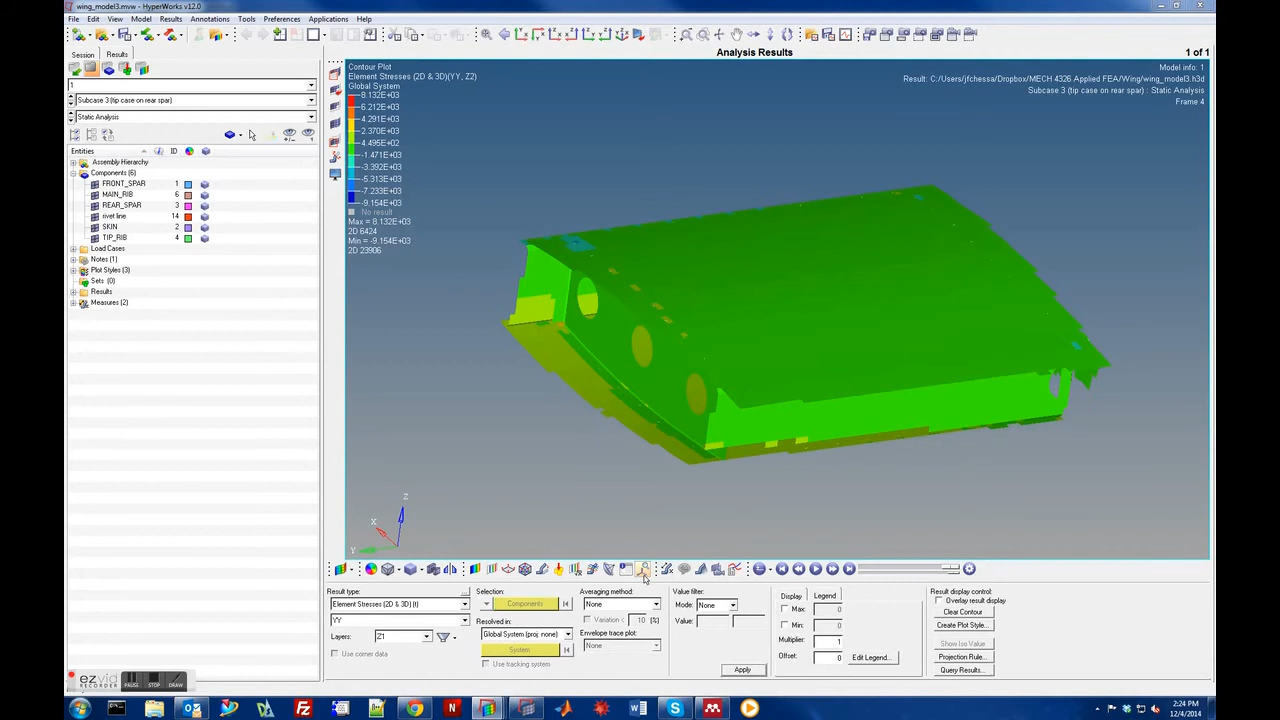 wing_model3.mvw - HyperWorks v12.0
File Edit View Model Results Annotations Tools Preferences Applications Help
Session Results
1
Subcase 3 (tip case on rear spar)
Static Analysis
Entities ID
Assembly Hierarchy
Components (6)
FRONT_SPAR 1
MAIN_RIB 6
REAR_SPAR 3
rivet line 14
SKIN 2
TIP_RIB 4
Load Cases
Notes (1)
Plot Styles (3)
Sets (0)
Results
Measures (2)
Analysis Results 1 of 1
Contour Plot
Element Stresses (2D & 3D)(YY, Z2)
Global System
8.132E+03
6.212E+03
4.291E+03
2.370E+03
4.495E+02
-1.471E+03
-3.392E+03
-5.313E+03
-7.233E+03
-9.154E+03
No result
Max = 8.132E+03
2D 6424
Min = -9.154E+03
2D 23906
Model info: 1
Result: C:/Users/jfchessa/Dropbox/MECH 4326 Applied FEA/Wing/wing_model3.h3d
Subcase 3 (tip case on rear spar) : Static Analysis
Frame 4
Z
X
Y
Result type:
Element Stresses (2D & 3D) (t)
YY
Layers: Z1
Use corner data
Selection:
Components
Resolved in:
Global System (proj: none)
System
Use tracking system
Averaging method:
None
Variation < 10 (%)
Envelope trace plot:
None
Value filter:
Mode: None
Value:
Apply
Display Legend
Max: 0
Min: 0
Multiplier: 1
Offset: 0
Edit Legend...
Result display control:
Overlay result display
Clear Contour
Create Plot Style...
Show Iso Value
Projection Rule...
Query Results...
ezvid
RECORDER
PAUSE STOP DRAW
2:24 PM
12/4/2014